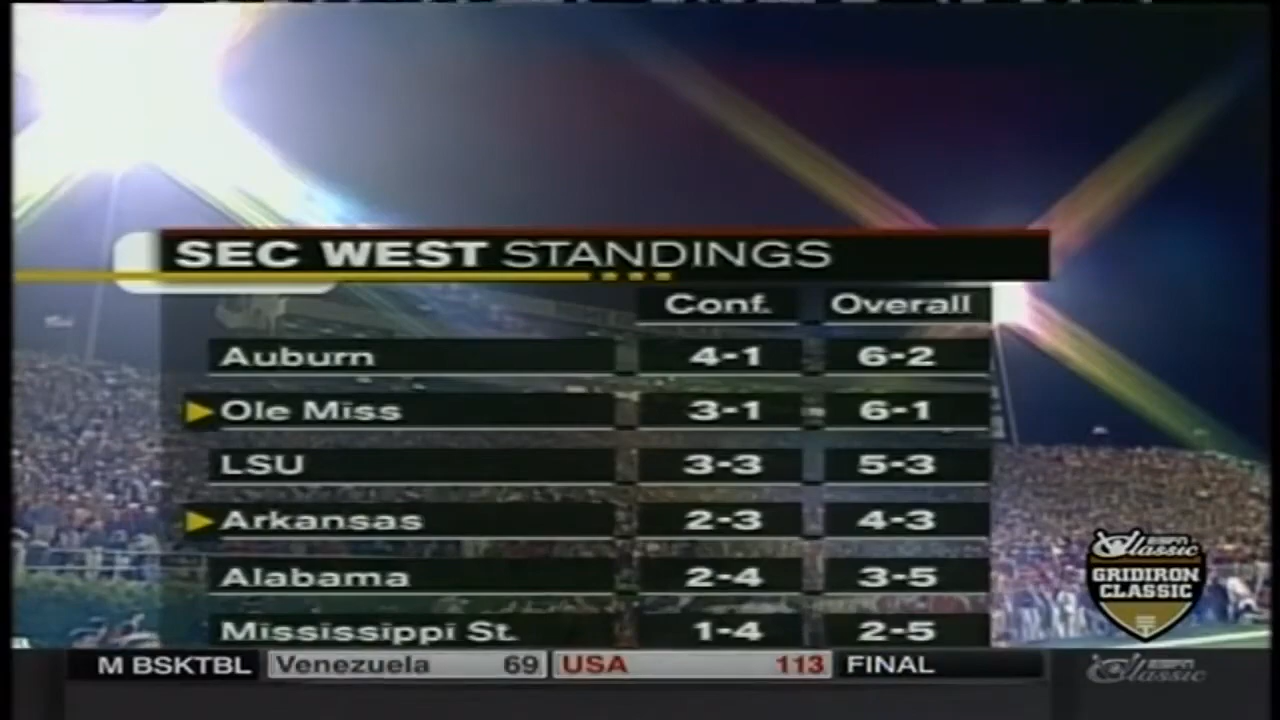 SEC WEST STANDINGS
Conf. Overall
Auburn 4-1 6-2
Ole Miss 3-1 6-1
LSU 3-3 5-3
Arkansas 2-3 4-3
Alabama 2-4 3-5
Mississippi St. 1-4 2-5
ESPN
Classic
GRIDIRON
CLASSIC
M BSKTBL Venezuela 69 USA 113 FINAL
ESPN
Classic